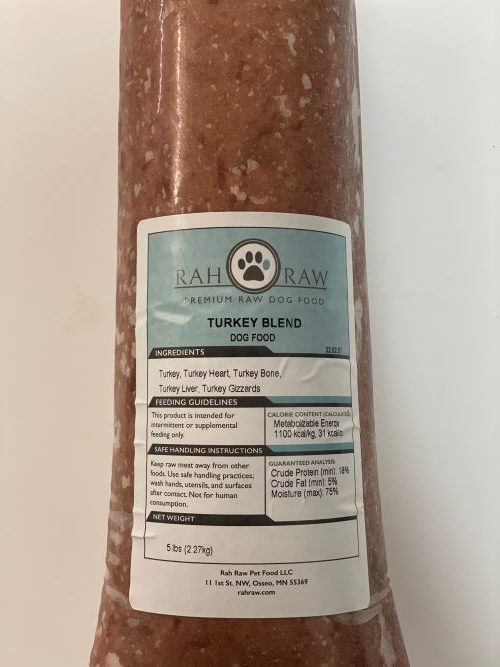 RAH RAW
PREMIUM RAW DOG FOOD
TURKEY BLEND
DOG FOOD
INGREDIENTS
Turkey, Turkey Heart, Turkey Bone,
Turkey Liver, Turkey Gizzards
FEEDING GUIDELINES
This product is intended for
intermittent or supplemental
feeding only.
CALORIE CONTENT
Metabolizable Energy
1100 kcal/kg, 31
SAFE HANDLING INSTRUCTIONS
Keep raw meat away from other
foods. Use safe handling practices;
wash hands, utensils, and surfaces
after contact. Not for human
consumption.
GUARANTEED ANALYSIS
Crude Protein (min):
Crude Fat (min): 5%
Moisture (max): 75%
NET WEIGHT
5 lbs (2.27kg)
Rah Raw Pet Food LLC
11 1st St. NW, Osseo, MN 55369
rahraw.com